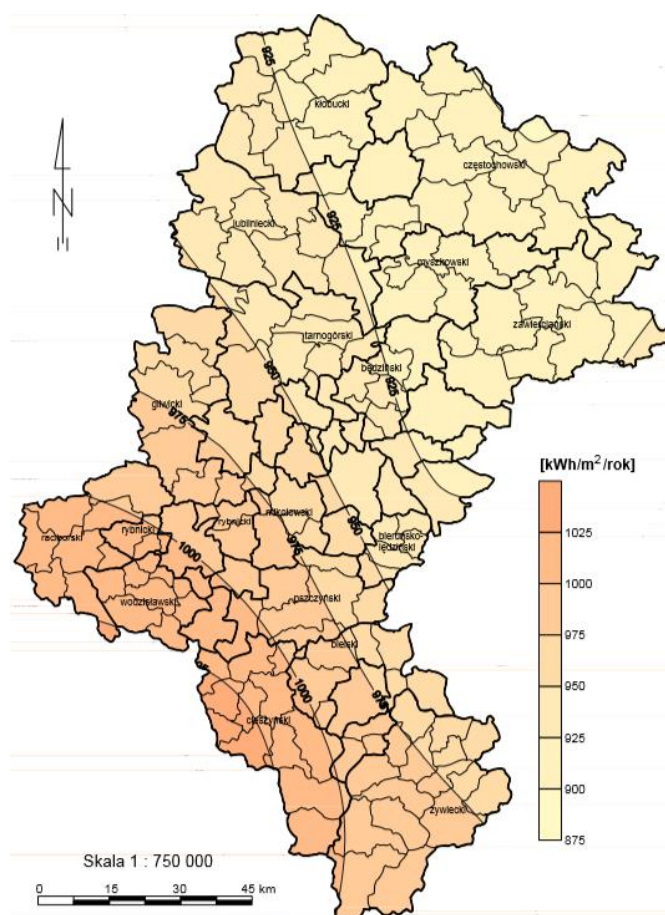 925
kłobucki
częstochowski
N
lubliniecki
925
myszkowski
tarnogórski
zawierciański
950
będziński
925
gliwicki
975
[kWh/m²/rok]
1025
1000
975
950
925
900
875
raciborski
rybnicki
rybnicki
mikołowski
950
bieruńsko-
lędziński
1000
975
wodzisławski
pszczyński
bielski
1000
975
cieszyński
żywiecki
Skala 1 : 750 000
0 15 30 45 km